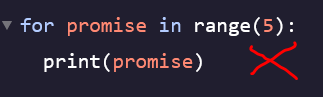 for promise in range(5):
    print(promise)